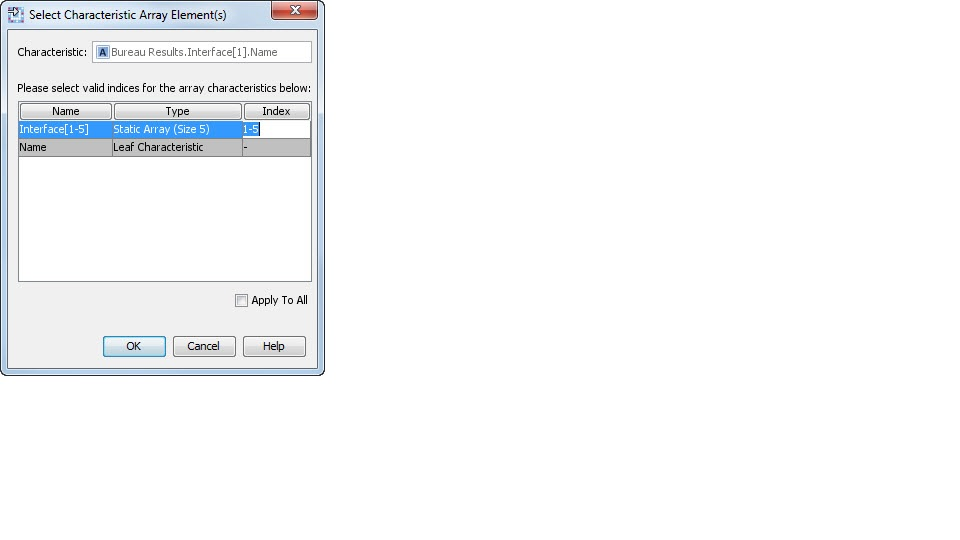 Select Characteristic Array Element(s)
Characteristic: A Bureau Results.Interface[1].Name
Please select valid indices for the array characteristics below:
Name Type Index
Interface[1-5] Static Array (Size 5) 1-5
Name Leaf Characteristic -
Apply To All
OK Cancel Help